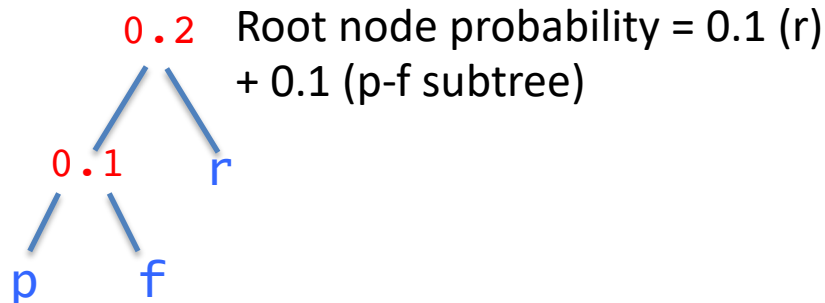 0.2 Root node probability = 0.1 (r)
+ 0.1 (p-f subtree)
0.1 r
p f